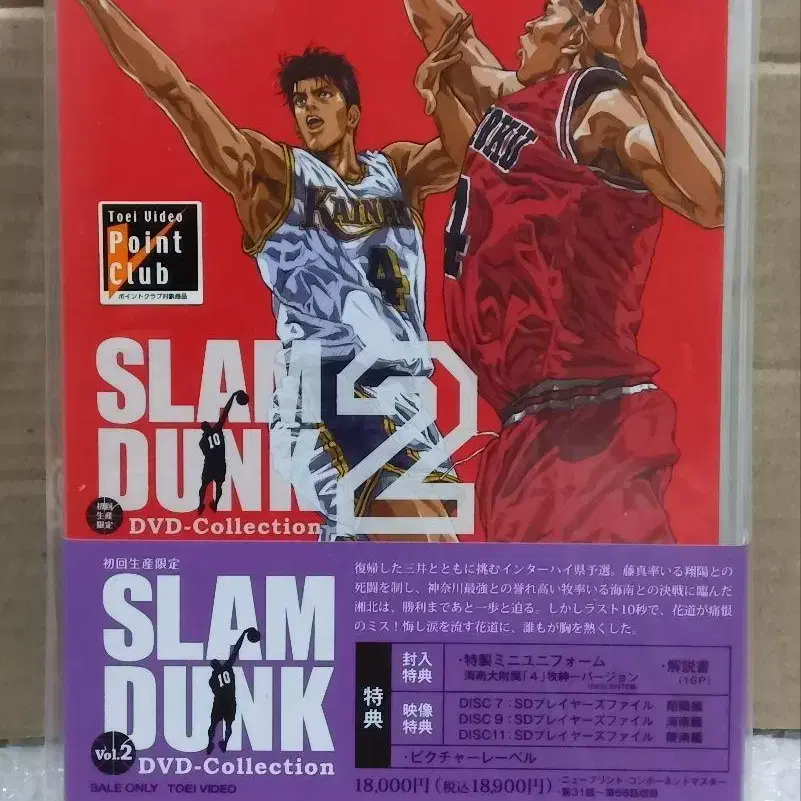 Toei Video
Point
Club
ポイントクラブ対象商品
KAINAN
4
4
SLAM
DUNK
2
10
初回
生産
限定
DVD-Collection
初回生産限定
SLAM
DUNK
10
Vol.2
DVD-Collection
SALE ONLY TOEI VIDEO
復帰した三井とともに挑むインターハイ県予選。藤真率いる翔陽との
死闘を制し、神奈川最強との誉れ高い牧率いる海南との決戦に臨んだ
湘北は、勝利まであと一歩と迫る。しかしラスト10秒で、花道が痛恨
のミス！悔し涙を流す花道に、誰もが胸を熱くした。
特典
封入
特典
・特製ミニユニフォーム
海南大附属「4」牧紳一バージョン
・解説書
(16P)
映像
特典
DISC 7：SDプレイヤーズファイル 翔陽編
DISC 9：SDプレイヤーズファイル 海南編
DISC11：SDプレイヤーズファイル 陵南編
・ピクチャーレーベル
18,000円（税込18,900円）
・ニュープリント・コンポーネントマスター
・第31話～第66話収録